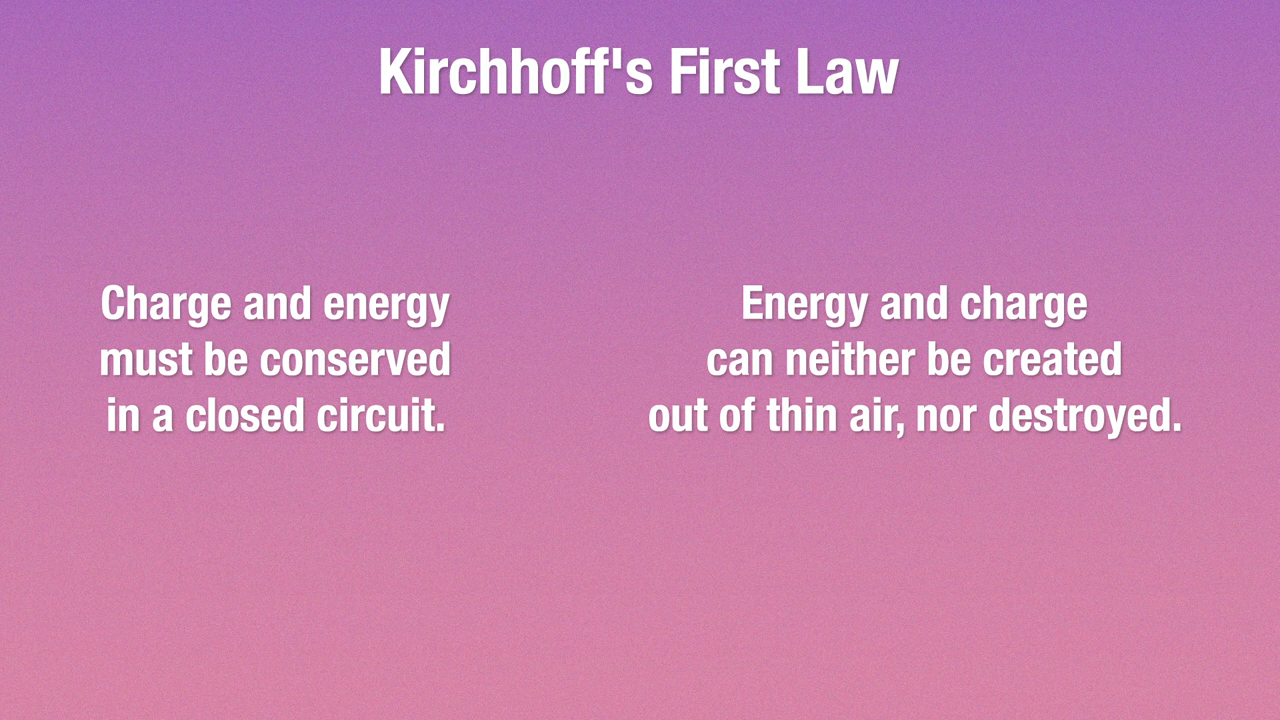 Kirchhoff's First Law
Charge and energy
must be conserved
in a closed circuit.
Energy and charge
can neither be created
out of thin air, nor destroyed.